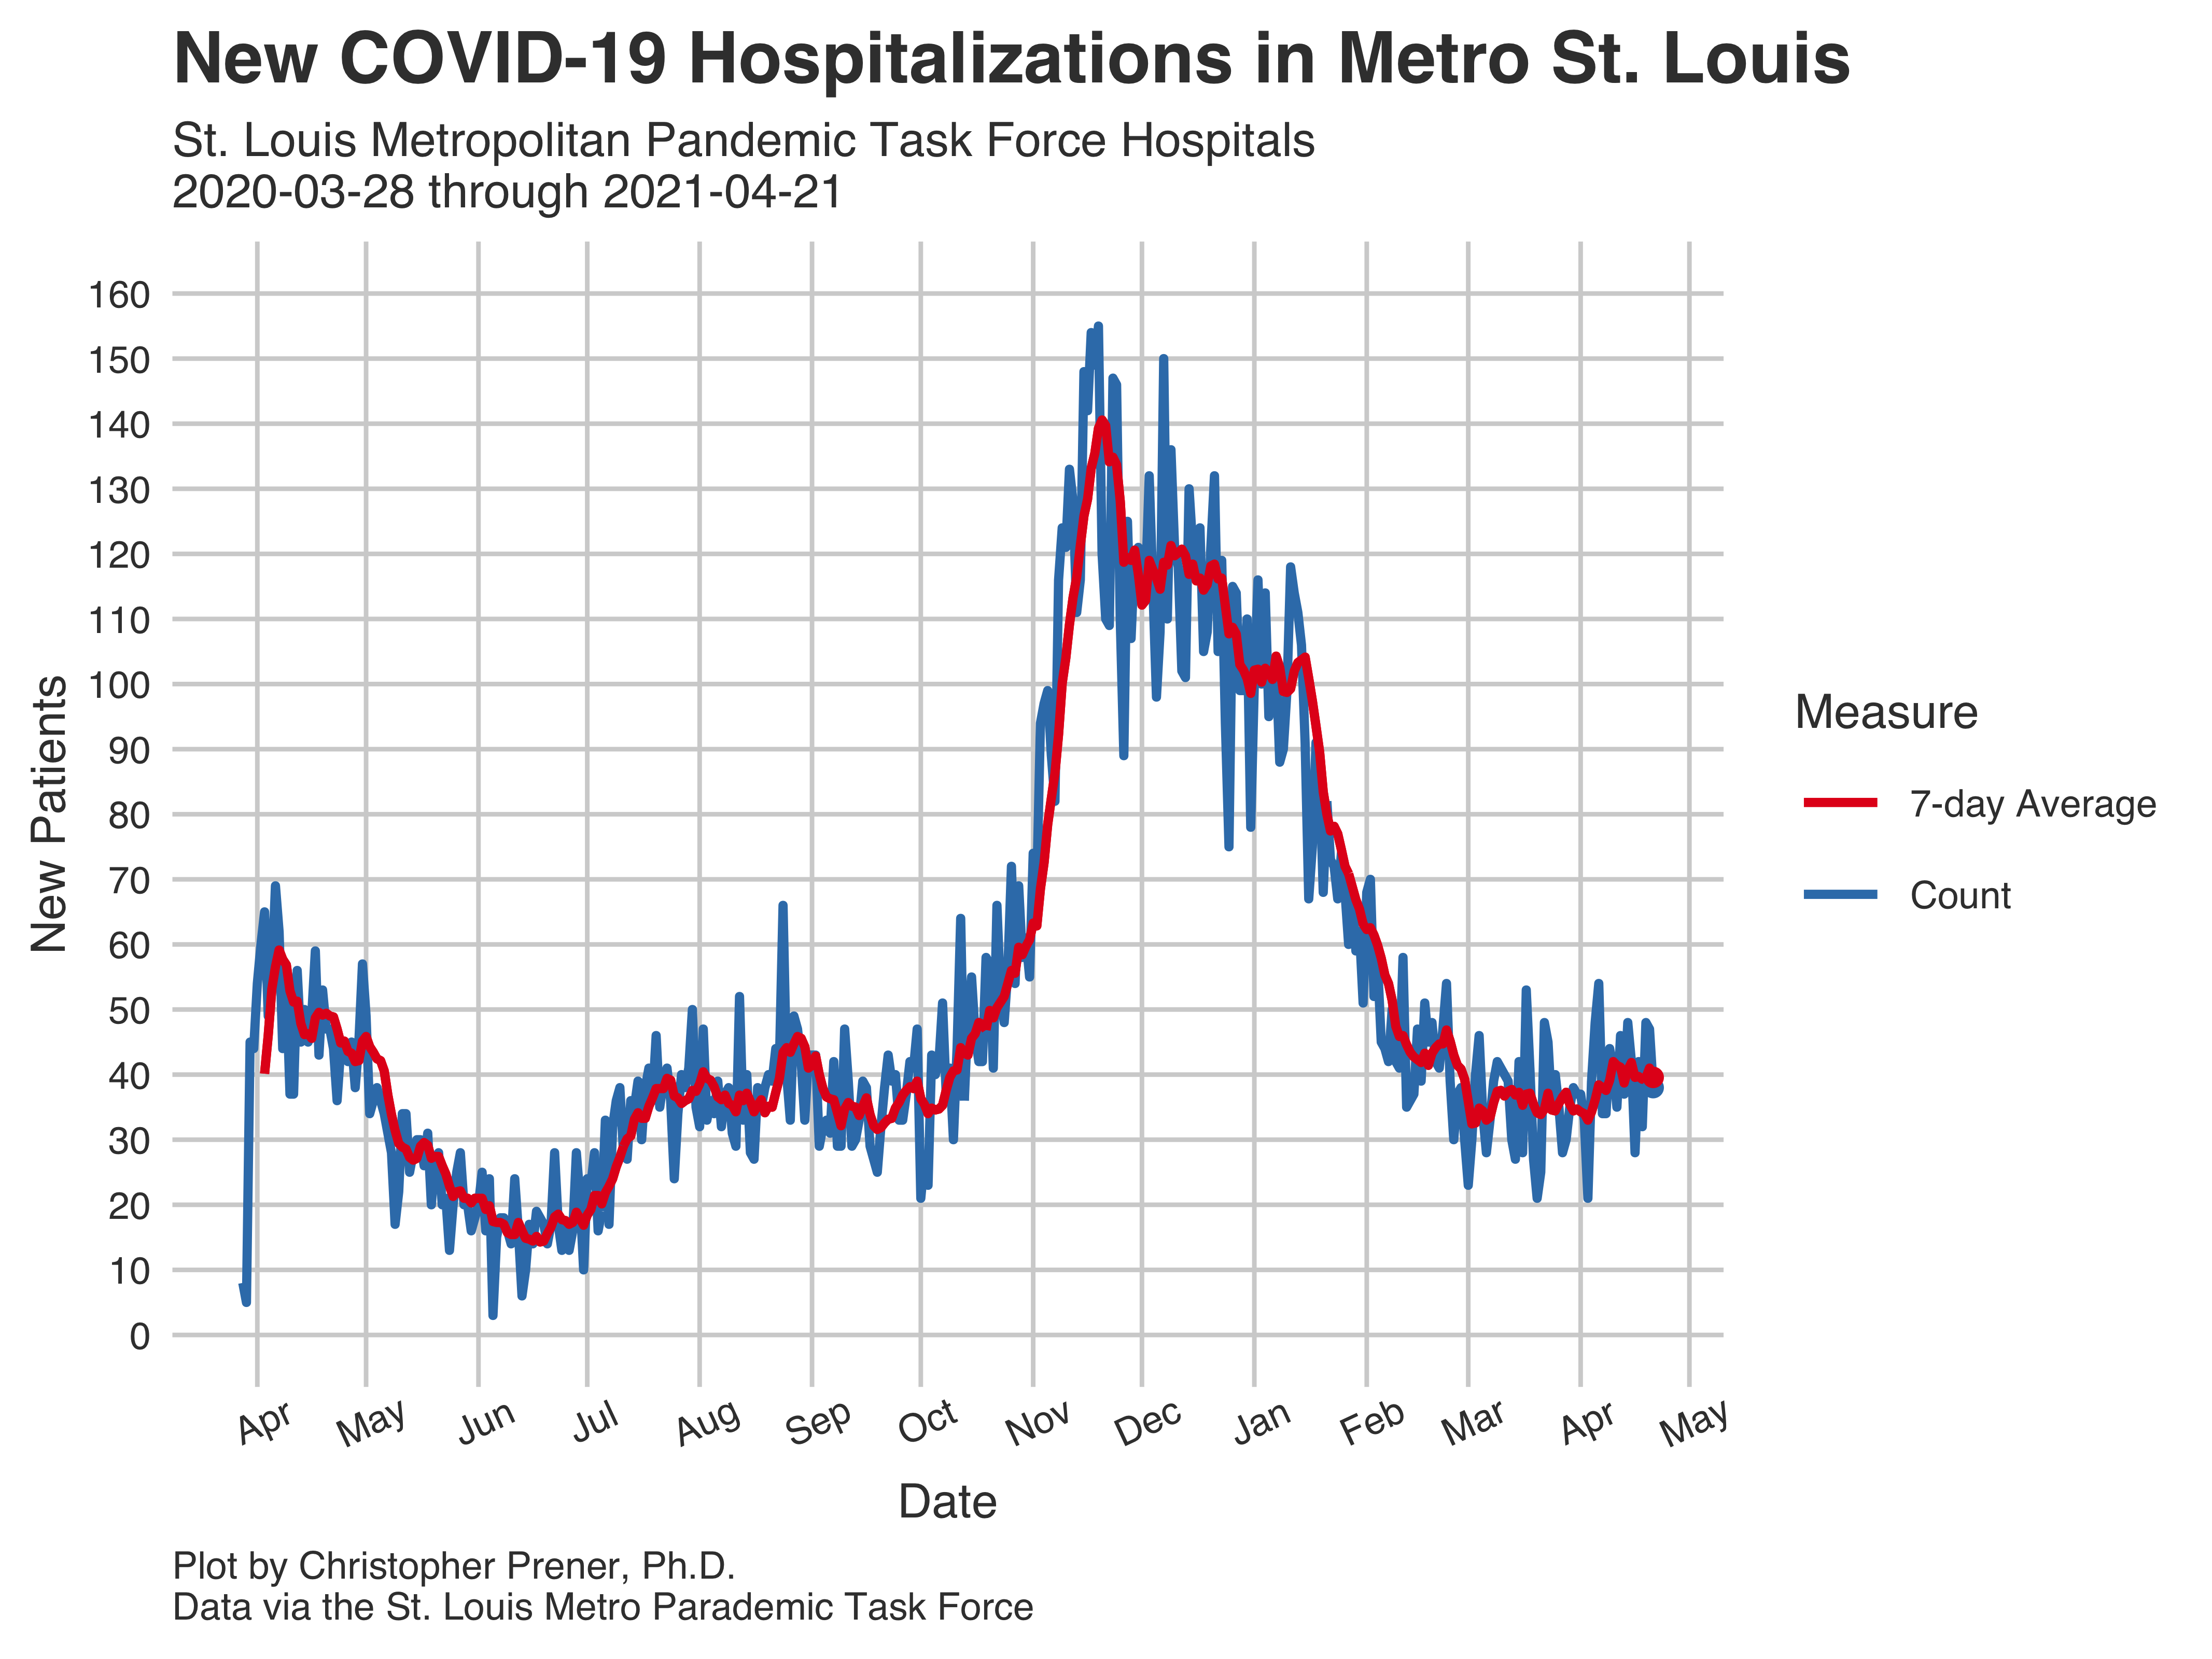 New COVID-19 Hospitalizations in Metro St. Louis
St. Louis Metropolitan Pandemic Task Force Hospitals
2020-03-28 through 2021-04-21
160
150
140
130
120
110
100
90
80
70
60
50
40
30
20
10
0
New Patients
Apr
May
Jun
Jul
Aug
Sep
Oct
Nov
Dec
Jan
Feb
Mar
Apr
May
Date
Measure
7-day Average
Count
Plot by Christopher Prener, Ph.D.
Data via the St. Louis Metro Parademic Task Force